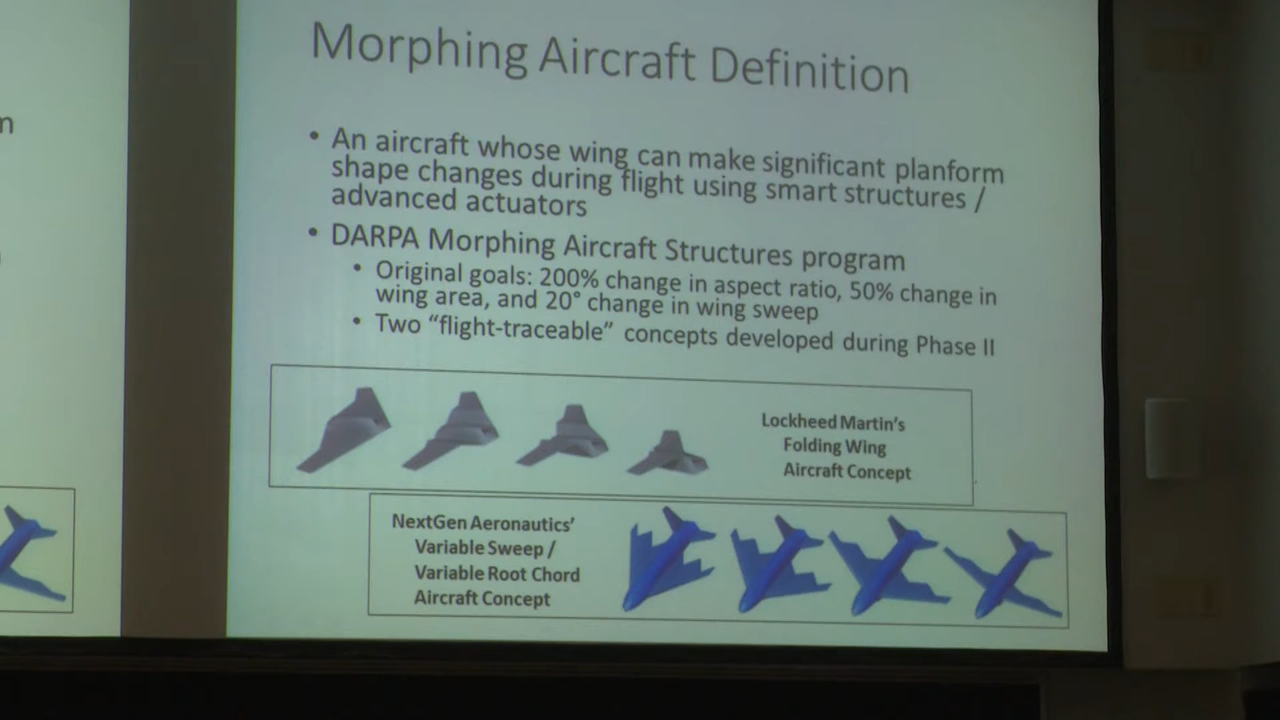 Morphing Aircraft Definition
• An aircraft whose wing can make significant planform
shape changes during flight using smart structures /
advanced actuators
• DARPA Morphing Aircraft Structures program
• Original goals: 200% change in aspect ratio, 50% change in
wing area, and 20° change in wing sweep
• Two “flight-traceable” concepts developed during Phase II
Lockheed Martin’s
Folding Wing
Aircraft Concept
NextGen Aeronautics’
Variable Sweep /
Variable Root Chord
Aircraft Concept